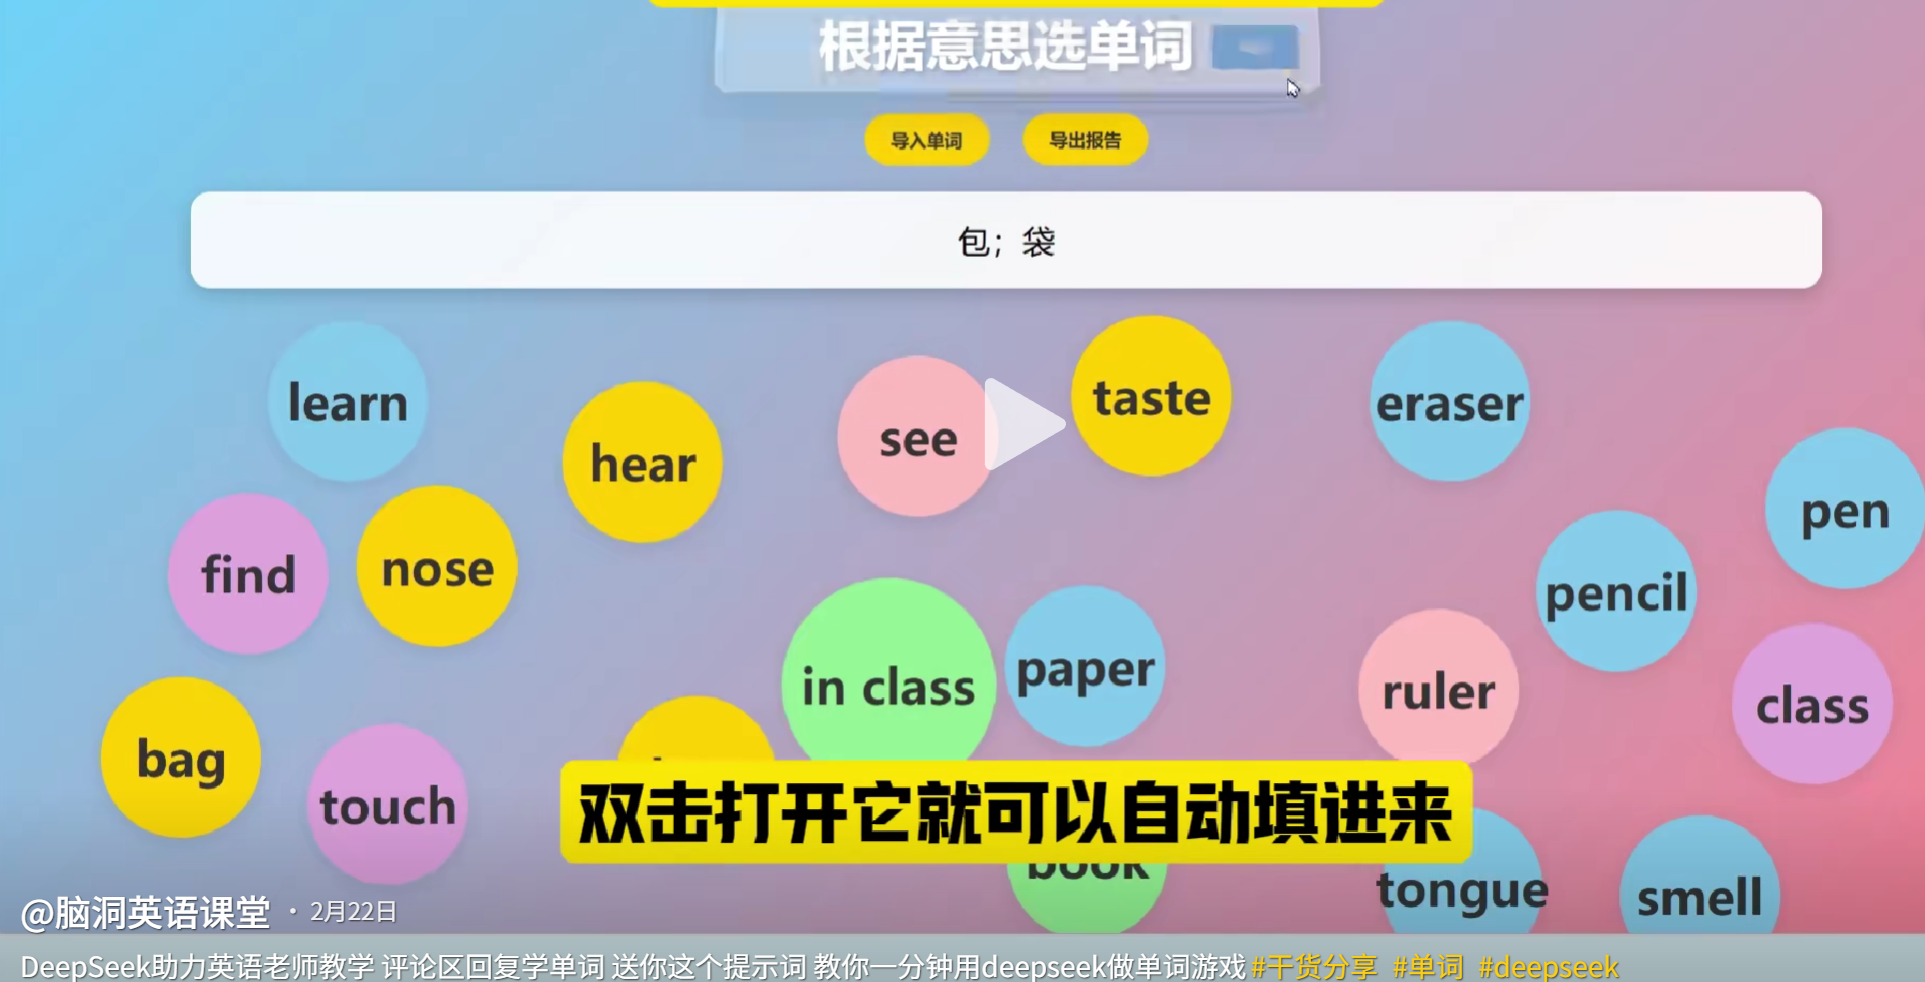 根据意思选单词
导入单词 导出报告
包；袋
learn
hear
see
taste
eraser
pen
find
nose
pencil
in class
paper
ruler
class
bag
touch
双击打开它就可以自动填进来
book
tongue
smell
@脑洞英语课堂 · 2月22日
DeepSeek助力英语老师教学 评论区回复学单词 送你这个提示词 教你一分钟用deepseek做单词游戏 #干货分享 #单词 #deepseek